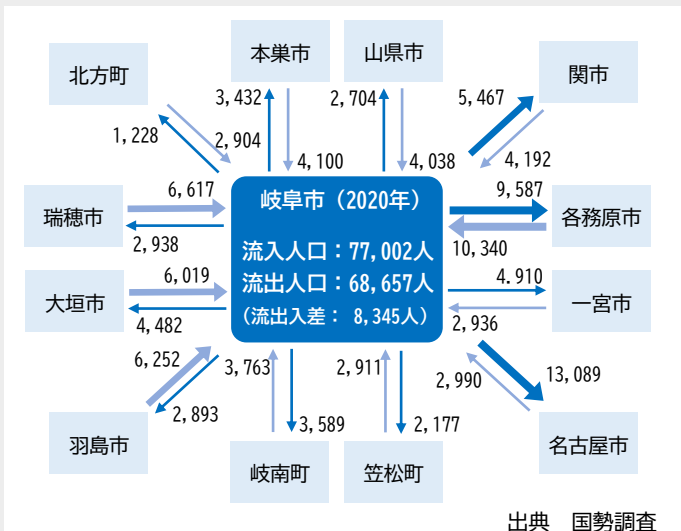 本巣市
山県市
北方町
関市
3,432
2,704
5,467
1,228
2,904
4,100
4,038
4,192
瑞穂市
6,617
2,938
岐阜市（2020年）
流入人口：77,002人
流出人口：68,657人
(流出入差： 8,345人)
9,587
10,340
各務原市
大垣市
6,019
4,482
4.910
2,936
一宮市
6,252
2,893
3,763
3,589
2,911
2,177
2,990
13,089
羽島市
岐南町
笠松町
名古屋市
出典　国勢調査